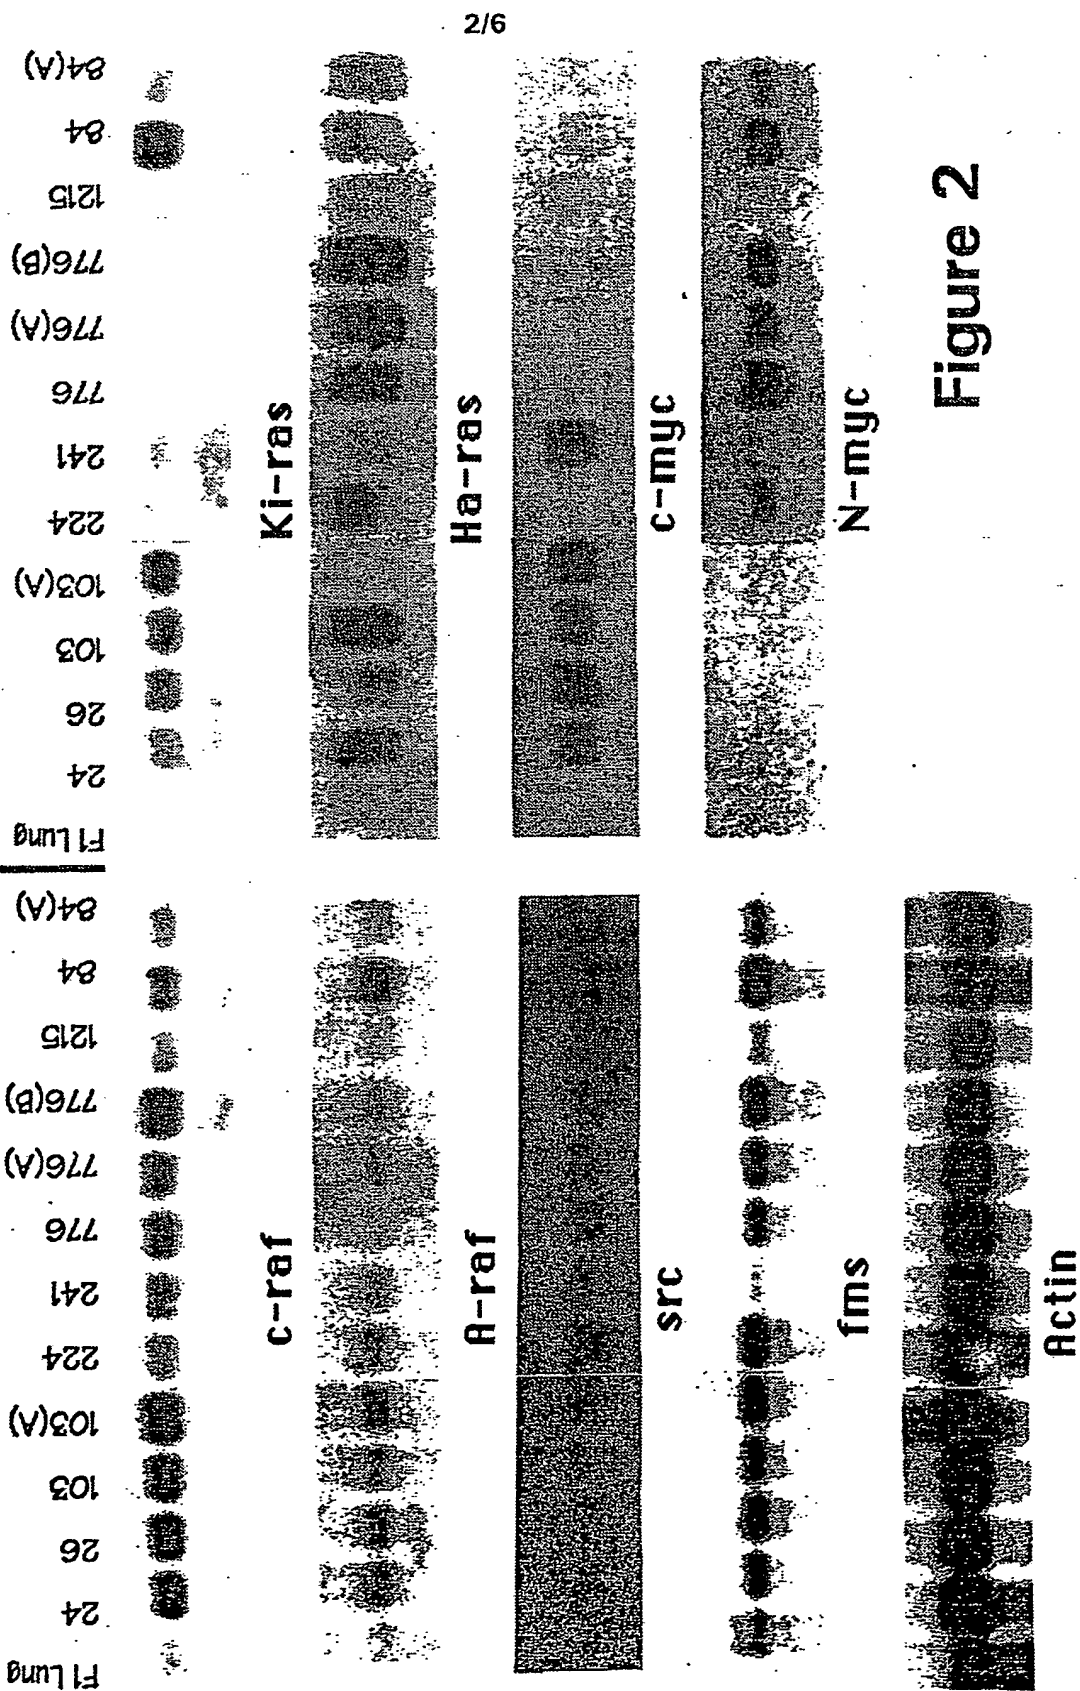 2/6
F1 Lung
24
26
103
103(A)
224
241
776
776(A)
776(B)
1215
84
84(A)
c-raf
A-raf
src
fms
Actin
F1 Lung
24
26
103
103(A)
224
241
776
776(A)
776(B)
1215
84
84(A)
Ki-ras
Ha-ras
c-myc
N-myc
Figure 2